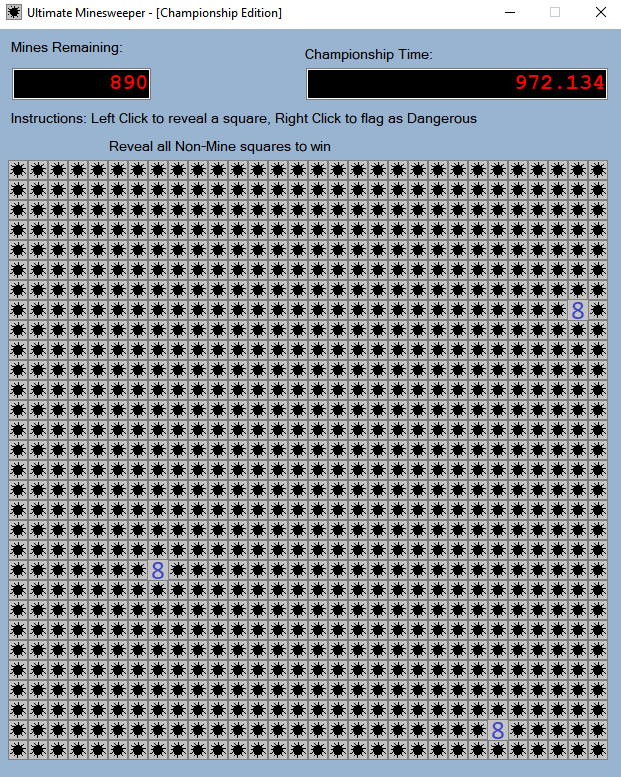 Ultimate Minesweeper - [Championship Edition]
Mines Remaining:
Championship Time:
890
972.134
Instructions: Left Click to reveal a square, Right Click to flag as Dangerous
Reveal all Non-Mine squares to win
8
8
8